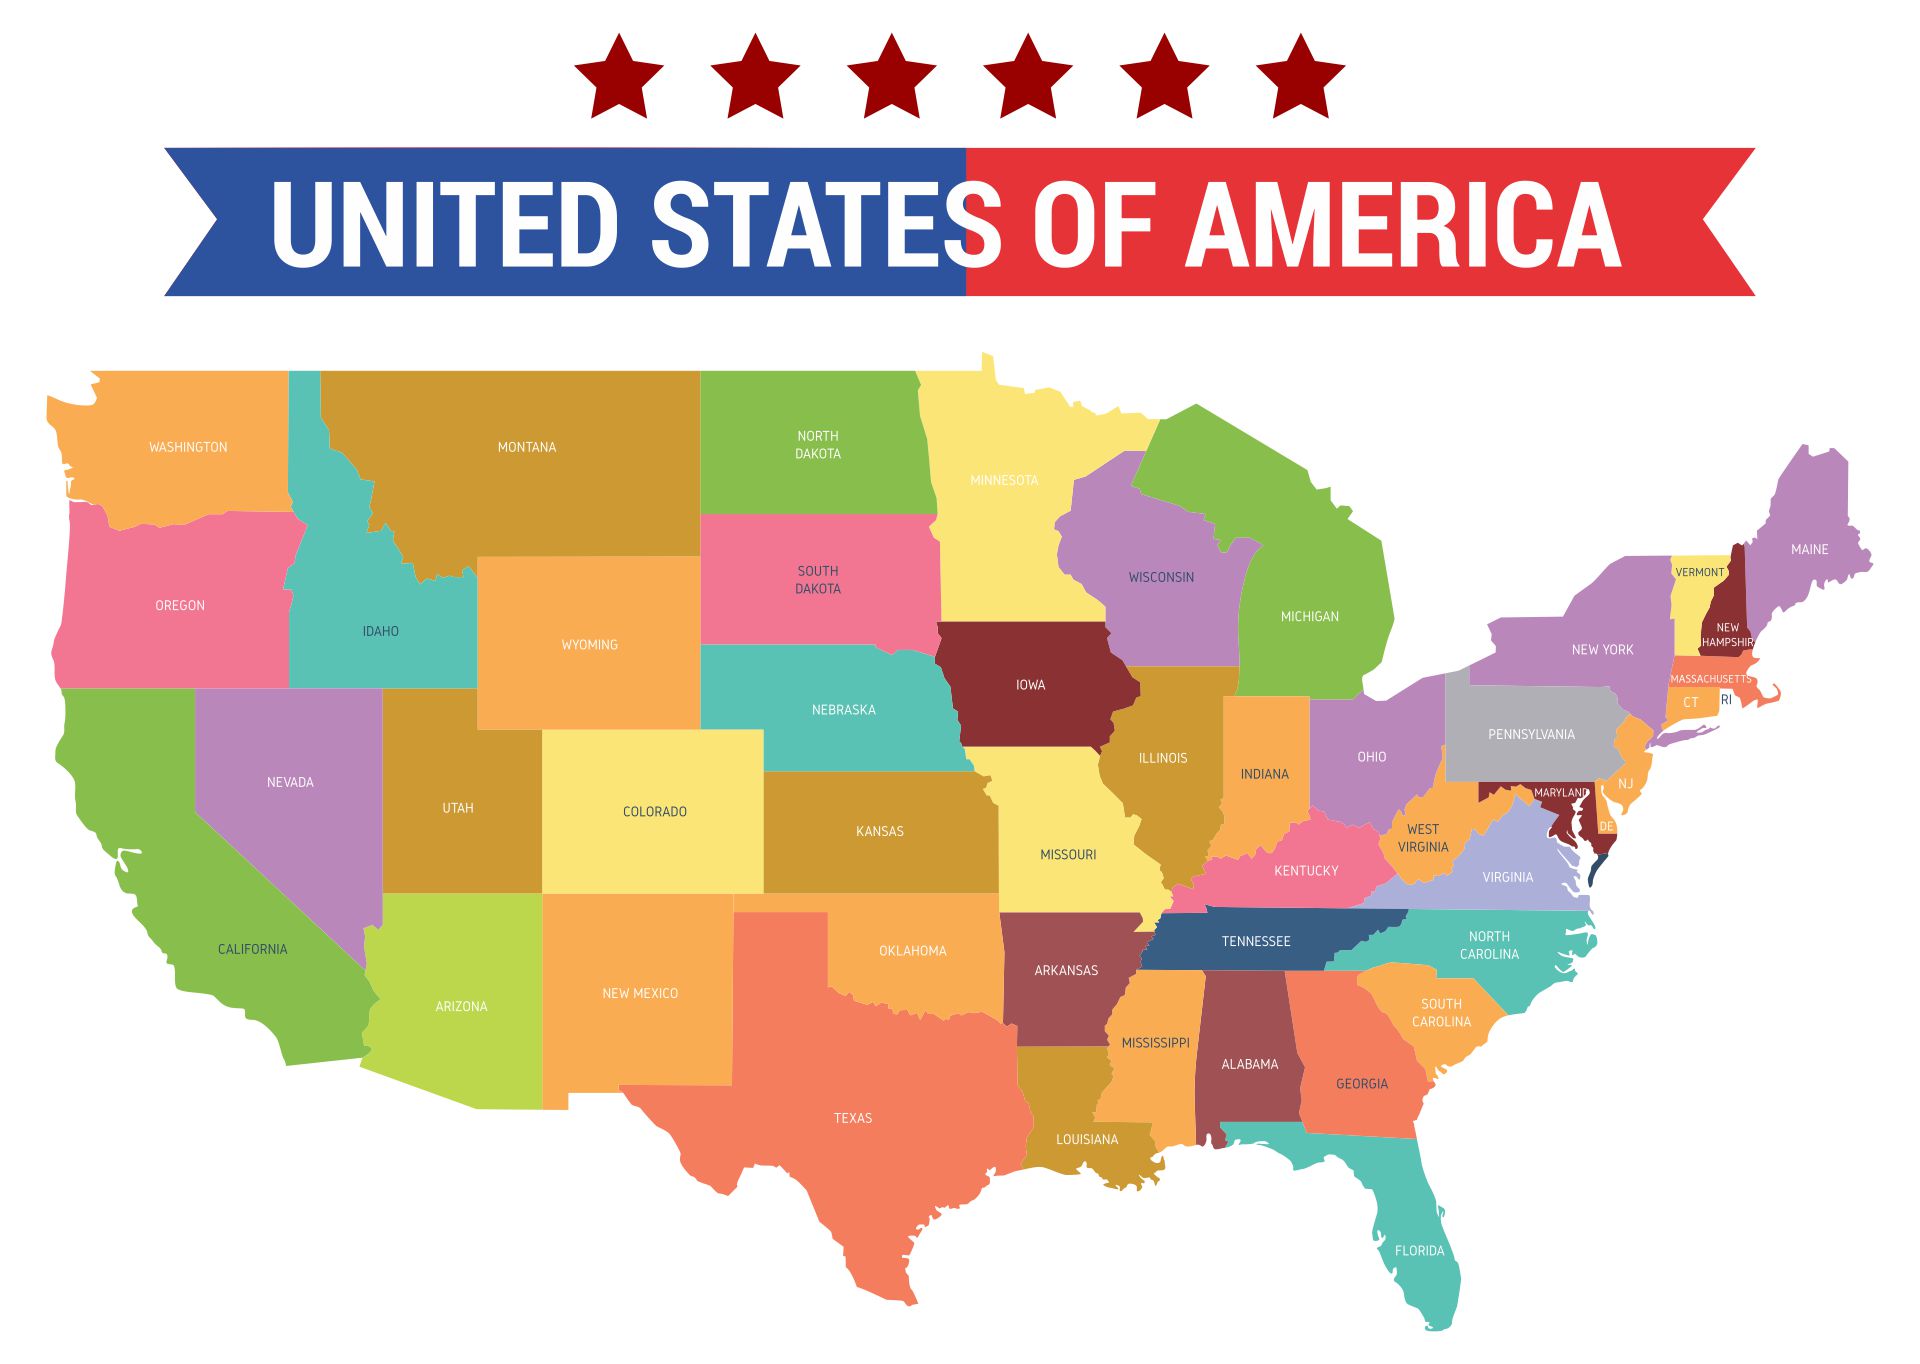 UNITED STATES OF AMERICA
WASHINGTON
MONTANA
NORTH
DAKOTA
MINNESOTA
MAINE
VERMONT
WISCONSIN
SOUTH
DAKOTA
OREGON
IDAHO
MICHIGAN
NEW
HAMPSHIR
WYOMING
NEW YORK
MASSACHUSETTS
IOWA
CT
RI
NEBRASKA
PENNSYLVANIA
OHIO
ILLINOIS
INDIANA
NEVADA
NJ
MARYLAND
UTAH
COLORADO
KANSAS
DE
WEST
VIRGINIA
MISSOURI
KENTUCKY
VIRGINIA
CALIFORNIA
OKLAHOMA
TENNESSEE
NORTH
CAROLINA
ARKANSAS
ARIZONA
NEW MEXICO
SOUTH
CAROLINA
MISSISSIPPI
ALABAMA
GEORGIA
TEXAS
LOUISIANA
FLORIDA